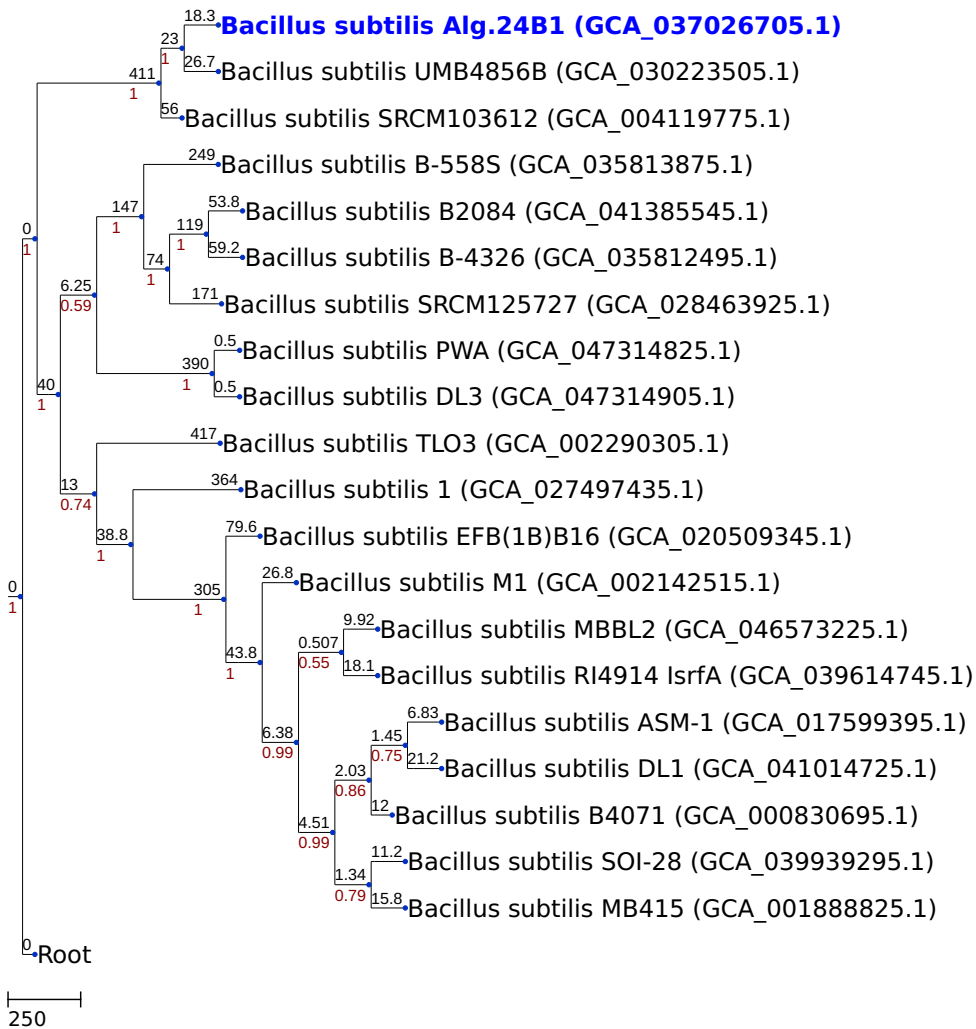 18.3
Bacillus subtilis Alg.24B1 (GCA_037026705.1)
23
1
26.7
Bacillus subtilis UMB4856B (GCA_030223505.1)
411
1
56
Bacillus subtilis SRCM103612 (GCA_004119775.1)
249
Bacillus subtilis B-558S (GCA_035813875.1)
147
1
53.8
Bacillus subtilis B2084 (GCA_041385545.1)
119
1
0
1
59.2
Bacillus subtilis B-4326 (GCA_035812495.1)
74
1
6.25
0.59
171
Bacillus subtilis SRCM125727 (GCA_028463925.1)
0.5
Bacillus subtilis PWA (GCA_047314825.1)
390
1
40
1
0.5
Bacillus subtilis DL3 (GCA_047314905.1)
417
Bacillus subtilis TLO3 (GCA_002290305.1)
13
0.74
364
Bacillus subtilis 1 (GCA_027497435.1)
38.8
1
79.6
Bacillus subtilis EFB(1B)B16 (GCA_020509345.1)
0
1
305
1
26.8
Bacillus subtilis M1 (GCA_002142515.1)
9.92
Bacillus subtilis MBBL2 (GCA_046573225.1)
0.507
0.55
43.8
1
18.1
Bacillus subtilis RI4914 IsrfA (GCA_039614745.1)
6.83
Bacillus subtilis ASM-1 (GCA_017599395.1)
6.38
0.99
1.45
0.75
21.2
Bacillus subtilis DL1 (GCA_041014725.1)
2.03
0.86
12
Bacillus subtilis B4071 (GCA_000830695.1)
4.51
0.99
11.2
Bacillus subtilis SOI-28 (GCA_039939295.1)
1.34
0.79
15.8
Bacillus subtilis MB415 (GCA_001888825.1)
0
Root
250